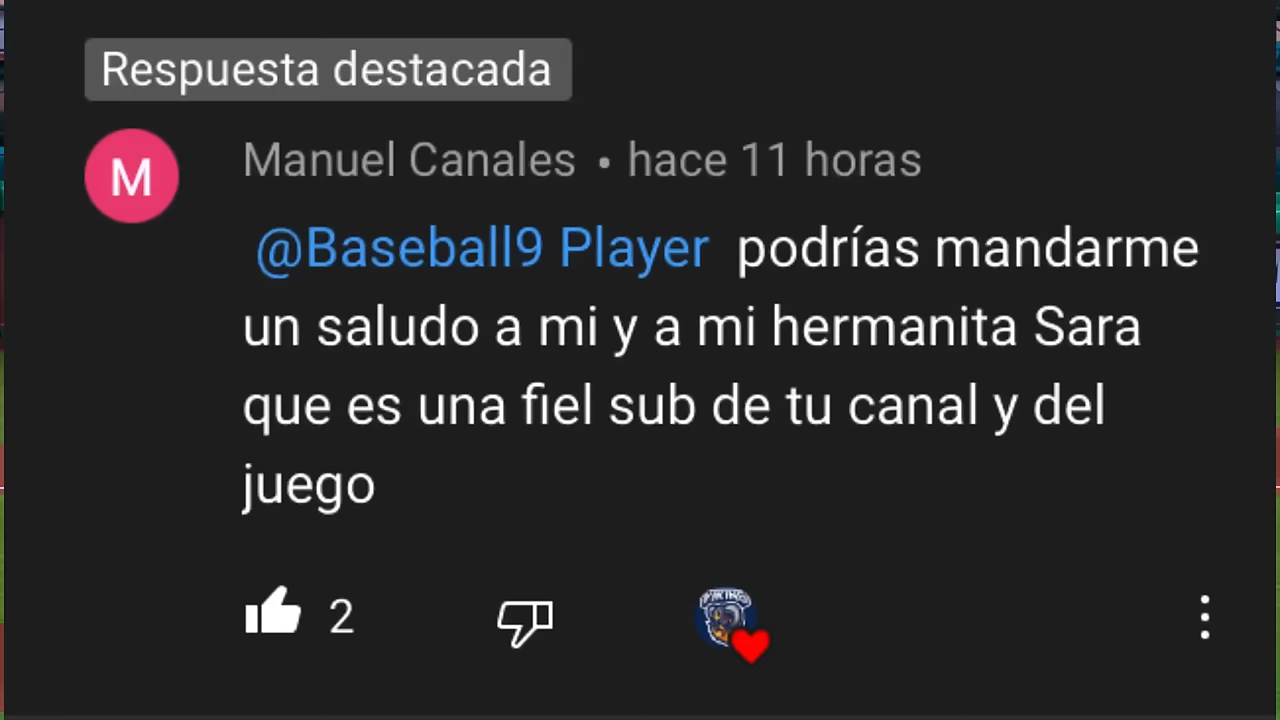 Respuesta destacada
M
Manuel Canales • hace 11 horas
@Baseball9 Player podrías mandarme
un saludo a mi y a mi hermanita Sara
que es una fiel sub de tu canal y del
juego
2